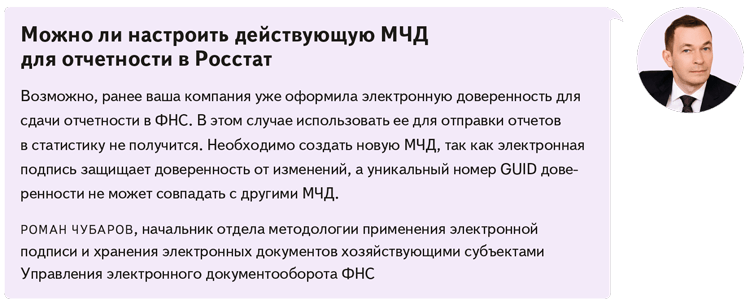 Можно ли настроить действующую МЧД
для отчетности в Росстат
Возможно, ранее ваша компания уже оформила электронную доверенность для
сдачи отчетности в ФНС. В этом случае использовать ее для отправки отчетов
в статистику не получится. Необходимо создать новую МЧД, так как электронная
подпись защищает доверенность от изменений, а уникальный номер GUID дове-
ренности не может совпадать с другими МЧД.
РОМАН ЧУБАРОВ, начальник отдела методологии применения электронной
подписи и хранения электронных документов хозяйствующими субъектами
Управления электронного документооборота ФНС